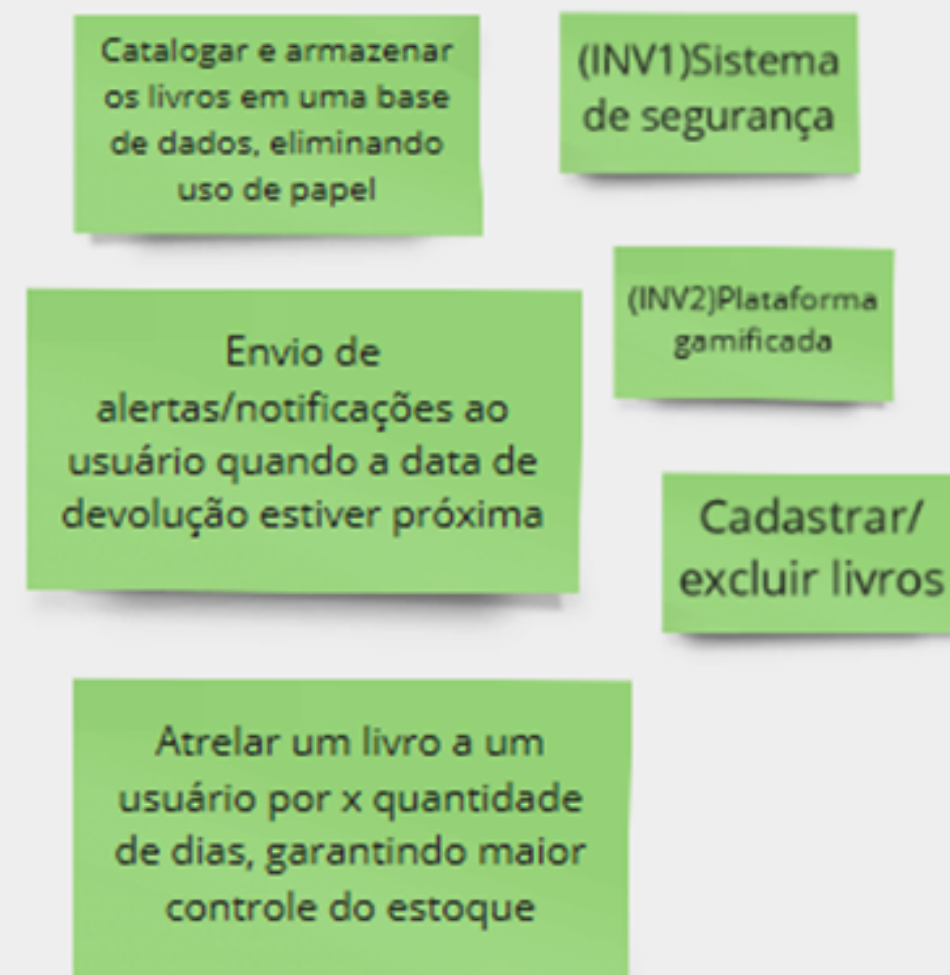 Catalogar e armazenar
os livros em uma base
de dados, eliminando
uso de papel
(INV1)Sistema
de segurança
(INV2)Plataforma
gamificada
Envio de
alertas/notificações ao
usuário quando a data de
devolução estiver próxima
Cadastrar/
excluir livros
Atrelar um livro a um
usuário por x quantidade
de dias, garantindo maior
controle do estoque